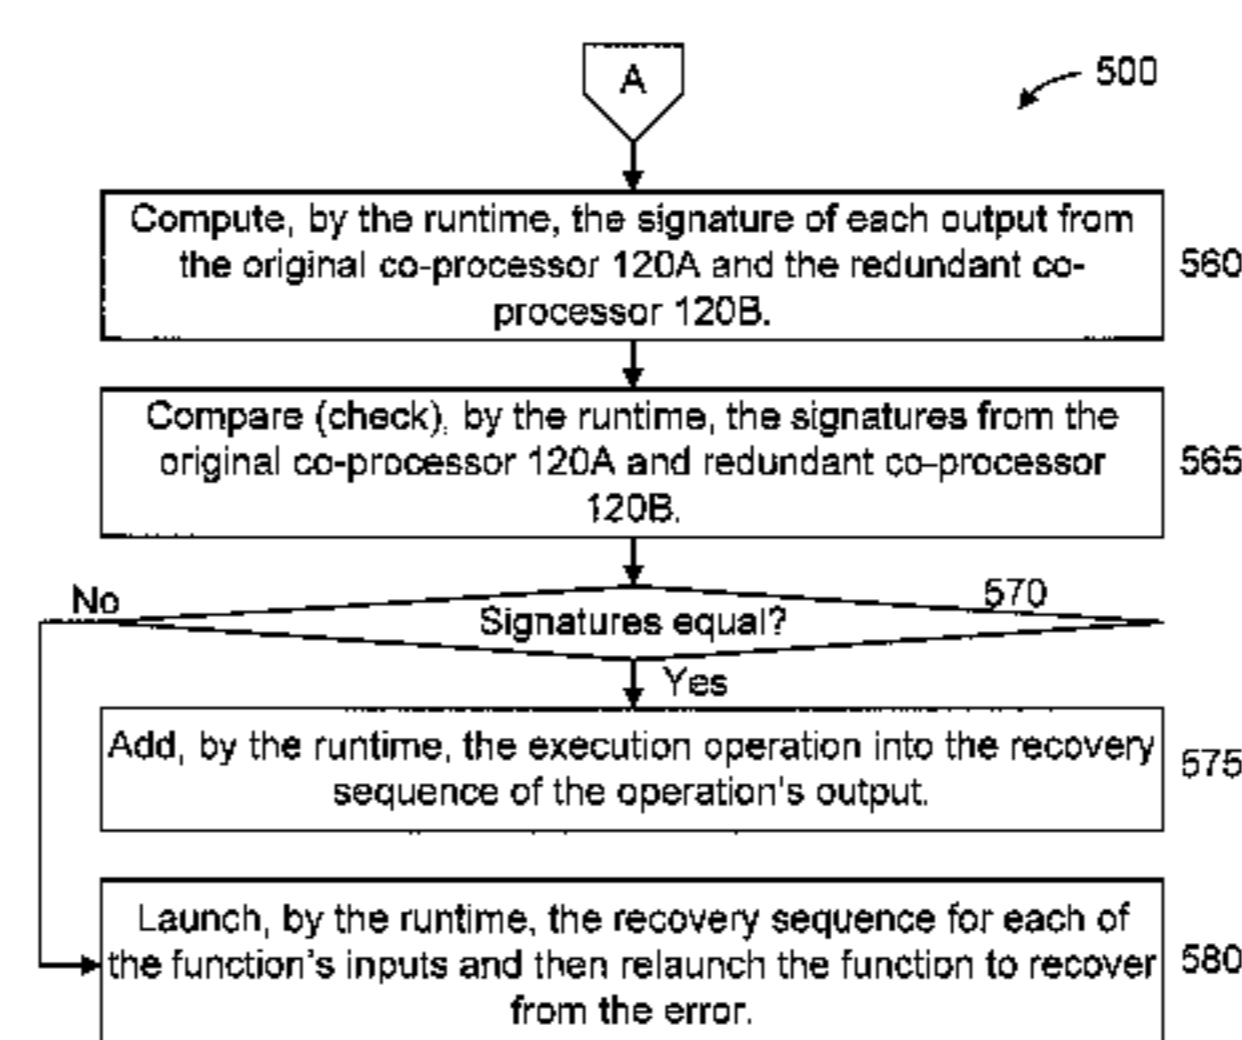 A
500
Compute, by the runtime, the signature of each output from
the original co-processor 120A and the redundant co-
processor 120B.
560
Compare (check), by the runtime, the signatures from the
original co-processor 120A and redundant co-processor
120B.
565
No
Signatures equal?
570
Yes
Add, by the runtime, the execution operation into the recovery
sequence of the operation's output.
575
Launch, by the runtime, the recovery sequence for each of
the function's inputs and then relaunch the function to recover
from the error.
580